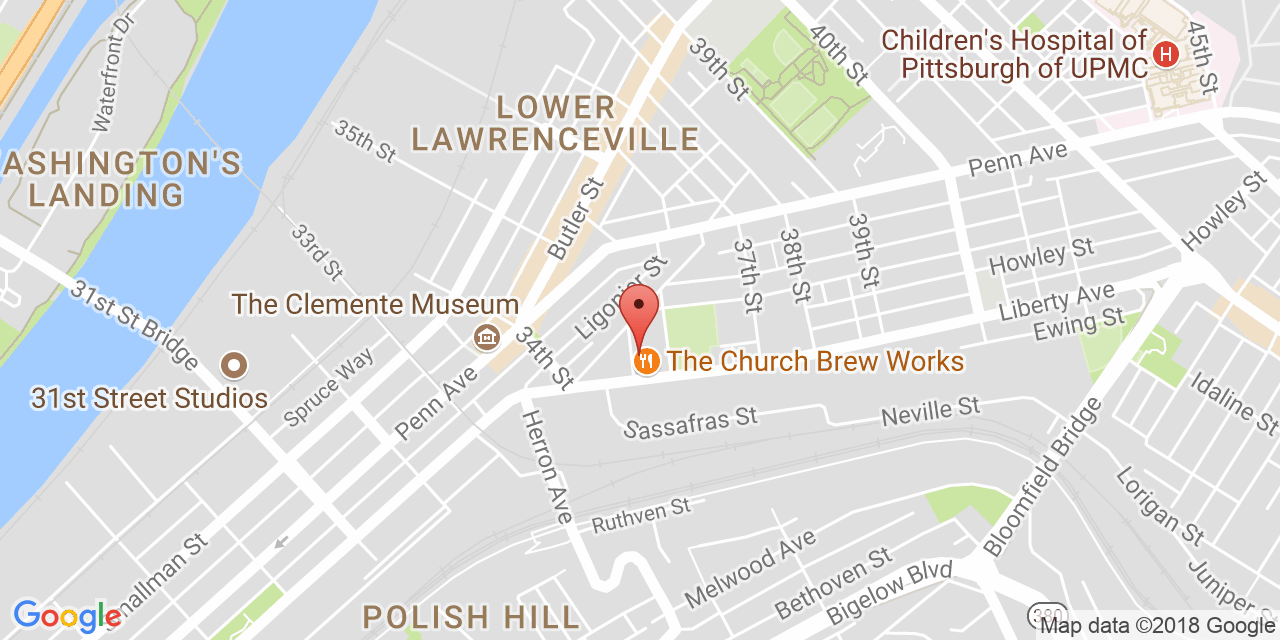 Waterfront Dr
39th St
40th St
Children's Hospital of
Pittsburgh of UPMC
H
45th St
LOWER
LAWRENCEVILLE
35th St
ASHINGTON'S
LANDING
Penn Ave
Butler St
Howley St
33rd St
37th St
38th St
39th St
Howley St
Ligonier St
31st St Bridge
The Clemente Museum
Liberty Ave
Ewing St
34th St
The Church Brew Works
31st Street Studios
Spruce Way
Penn Ave
Sassafras St
Neville St
Idaline St
Herron Ave
Bloomfield Bridge
Ruthven St
Lorigan St
Smallman St
Melwood Ave
Bethoven St
Bigelow Blvd
Juniper St
Google
POLISH HILL
380
Map data ©2018 Google